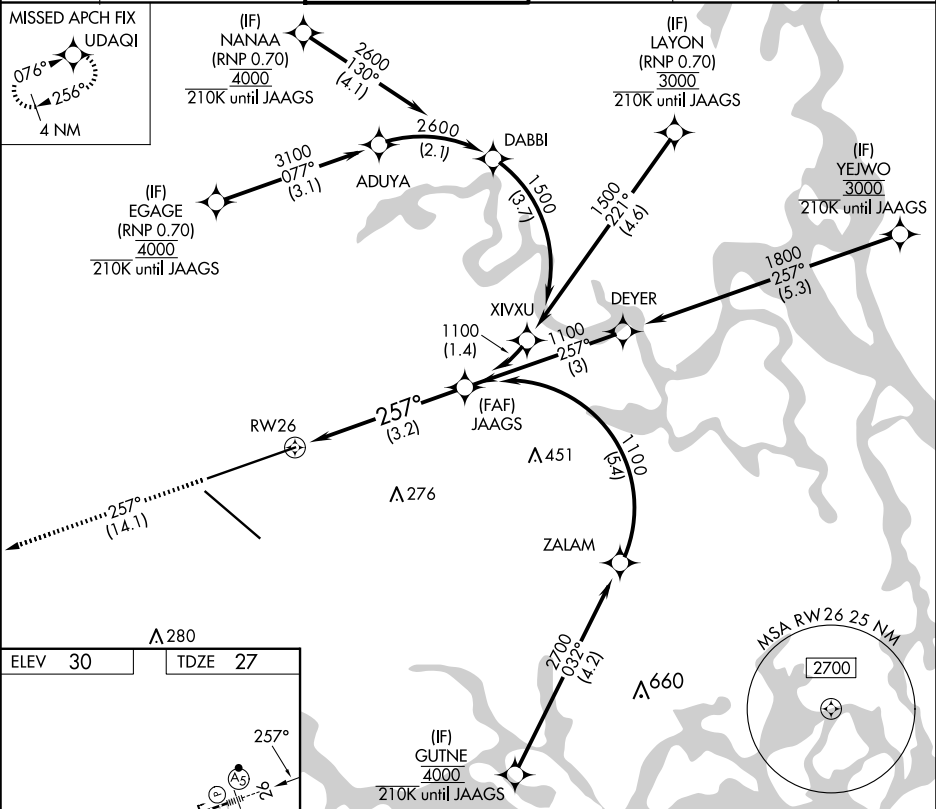 MISSED APCH FIX
UDAQI
076°
256°
4 NM
(IF)
NANAA
(RNP 0.70)
4000
210K until JAAGS
2600
130°
(4.1)
(IF)
LAYON
(RNP 0.70)
3000
210K until JAAGS
2600
(2.1)
DABBI
3100
077°
(3.1)
ADUYA
(IF)
EGAGE
(RNP 0.70)
4000
210K until JAAGS
1500
(3.7)
1500
221°
(4.6)
(IF)
YEJWO
3000
210K until JAAGS
1800
257°
(5.3)
XIVXU
DEYER
1100
(1.4)
1100
257°
(3)
(FAF)
JAAGS
257°
(3.2)
RW26
451
276
1100
(5.4)
257°
(14.1)
ZALAM
280
2700
032°
(4.2)
660
MSA RW26 25 NM
2700
ELEV 30
TDZE 27
257°
P
A5
26
(IF)
GUTNE
4000
210K until JAAGS